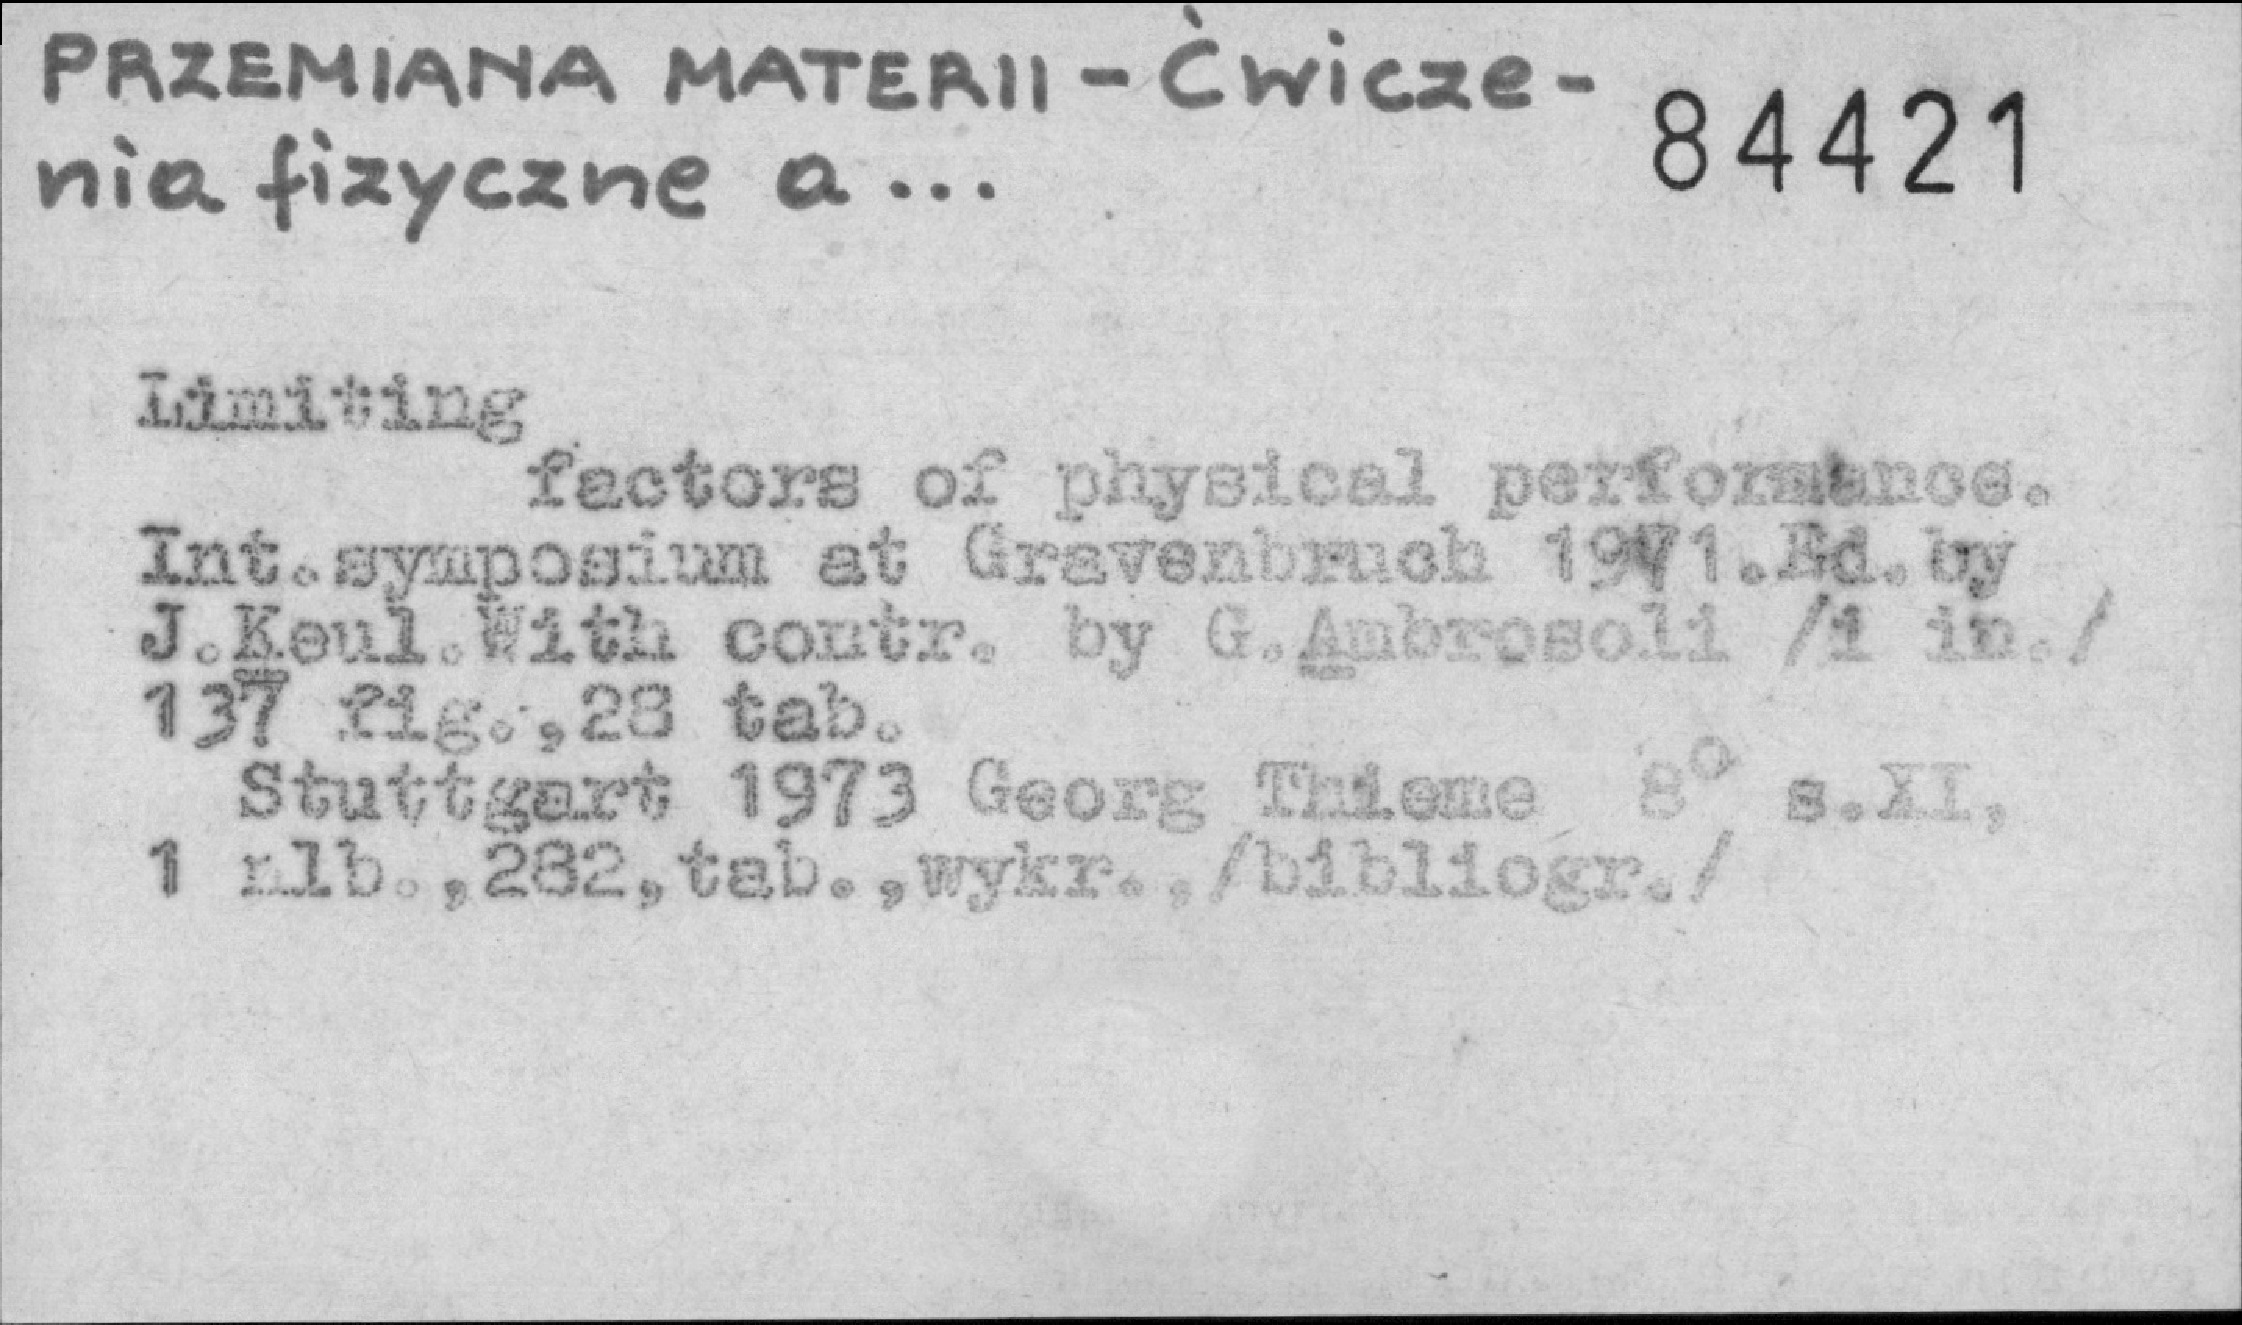 PRZEMIANA MATERII - Ćwicze-
nia fizyczne a ...
84421
Limiting
factors of physical performance.
Int.symposium at Gravenbruch 1971.Ed.by
J.Keul.With contr. by G.Ambrosoli /i in./
137 fig.,28 tab.
Stuttgart 1973 Georg Thieme 8° s.XI,
1 nlb.,282,tab.,wykr.,/bibliogr./